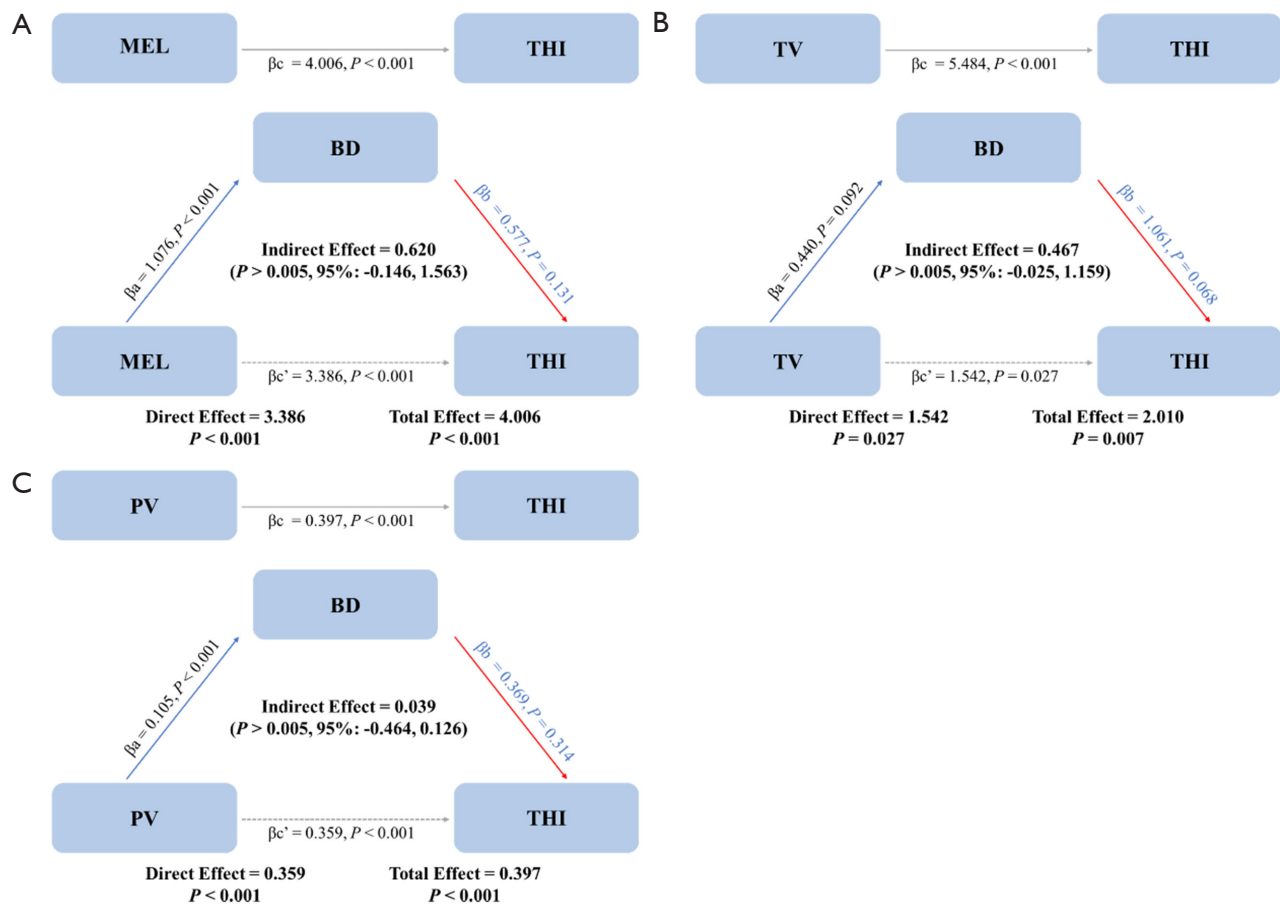 A
MEL
THI
βc = 4.006, P < 0.001
BD
βa = 1.076, P < 0.001
βb = 0.577, P = 0.131
Indirect Effect = 0.620
(P > 0.005, 95%: -0.146, 1.563)
MEL
THI
βc’ = 3.386, P < 0.001
Direct Effect = 3.386
P < 0.001
Total Effect = 4.006
P < 0.001
B
TV
THI
βc = 5.484, P < 0.001
BD
βa = 0.440, P = 0.092
βb = 1.061, P = 0.068
Indirect Effect = 0.467
(P > 0.005, 95%: -0.025, 1.159)
TV
THI
βc’ = 1.542, P = 0.027
Direct Effect = 1.542
P = 0.027
Total Effect = 2.010
P = 0.007
C
PV
THI
βc = 0.397, P < 0.001
BD
βa = 0.105, P < 0.001
βb = 0.369, P = 0.314
Indirect Effect = 0.039
(P > 0.005, 95%: -0.464, 0.126)
PV
THI
βc’ = 0.359, P < 0.001
Direct Effect = 0.359
P < 0.001
Total Effect = 0.397
P < 0.001